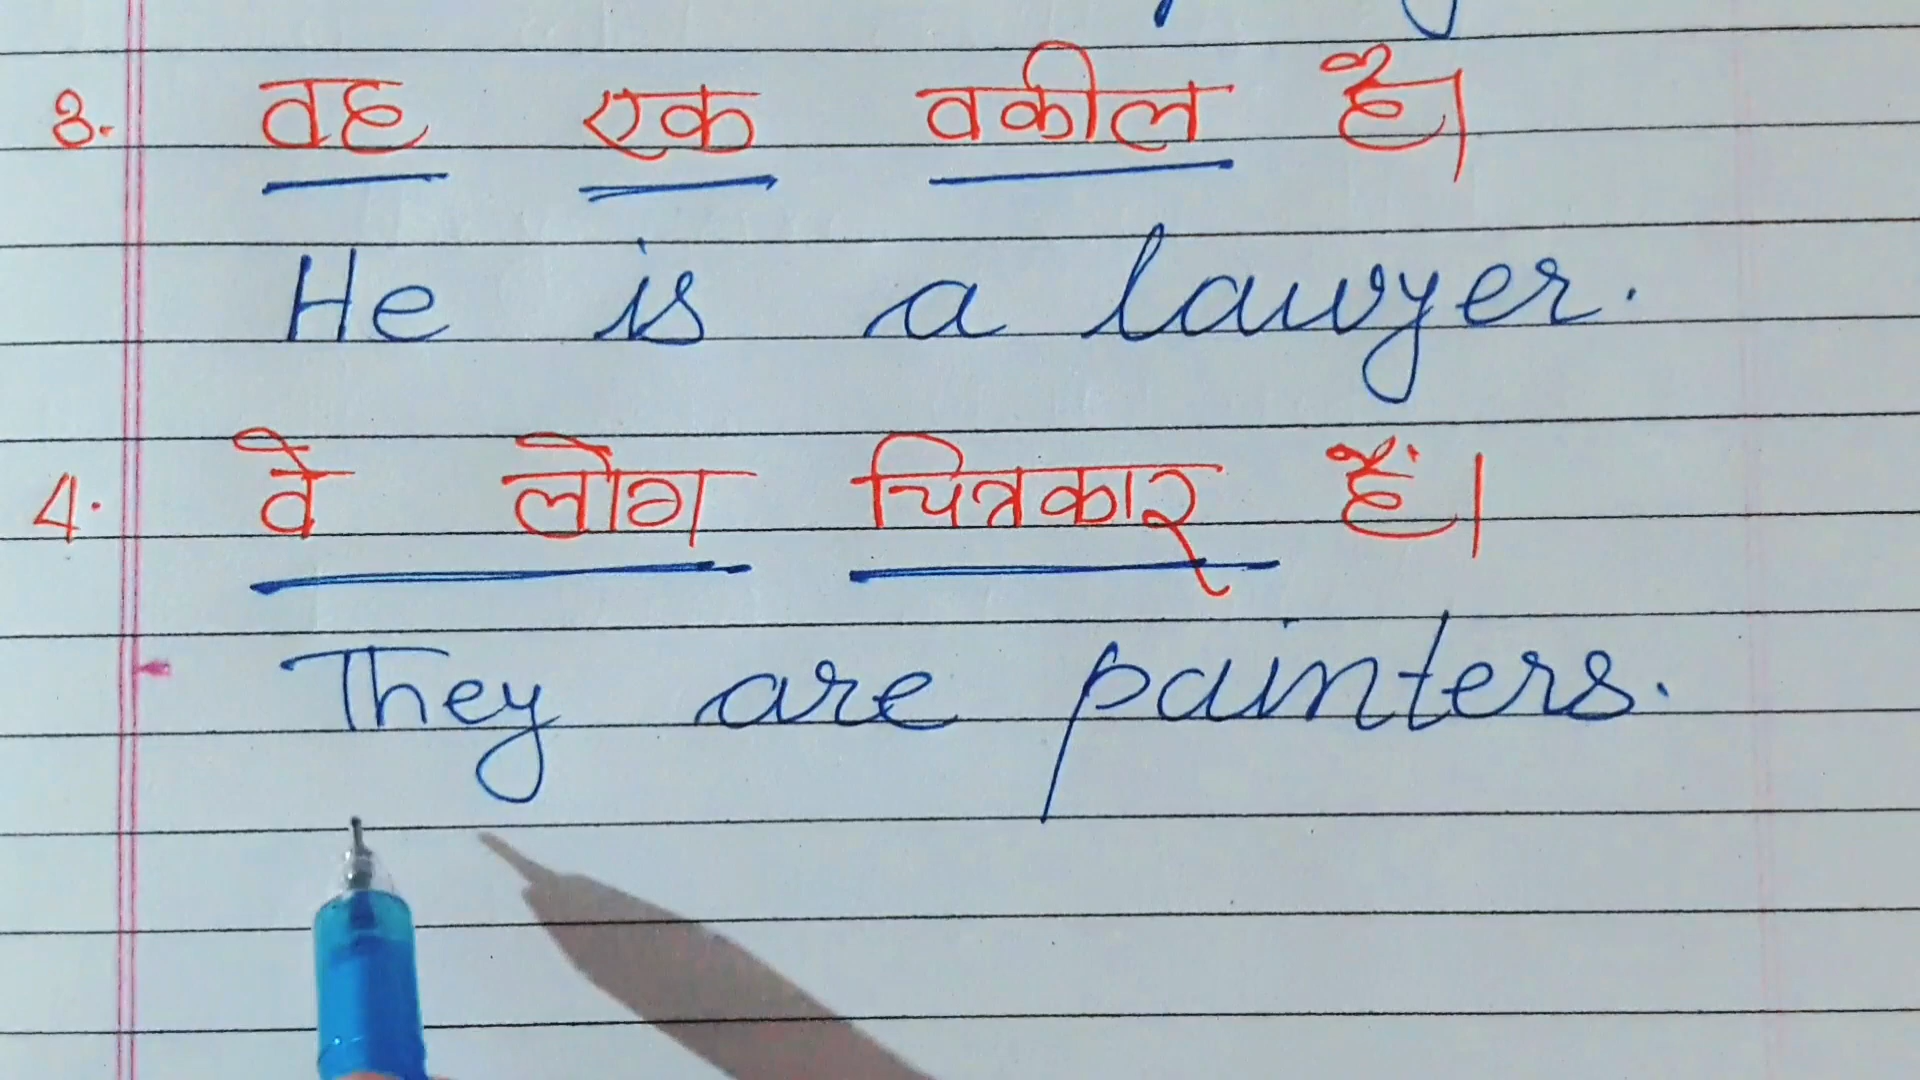 3. वह एक वकील है।
He is a lawyer.
4. वे लोग चित्रकार हैं।
They are painters.